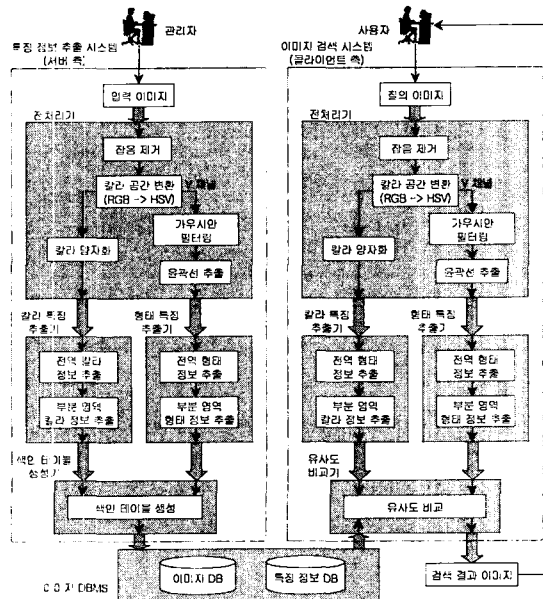 관리자
특징 정보 추출 시스템
(서버 측)
입력 이미지
전처리기
잡음 제거
칼라 공간 변환
(RGB -> HSV)
V 채널
가우시안
필터링
칼라 양자화
윤곽선 추출
칼라 특징
추출기
형태 특징
추출기
전역 칼라
정보 추출
전역 형태
정보 추출
부분 영역
칼라 정보 추출
부분 영역
형태 정보 추출
색인 테이블
생성기
색인 테이블 생성
사용자
이미지 검색 시스템
(클라이언트 측)
질의 이미지
전처리기
잡음 제거
칼라 공간 변환
(RGB -> HSV)
V 채널
가우시안
필터링
칼라 양자화
윤곽선 추출
칼라 특징
추출기
형태 특징
추출기
전역 칼라
정보 추출
전역 형태
정보 추출
부분 영역
칼라 정보 추출
부분 영역
형태 정보 추출
유사도
비교기
유사도 비교
이미지 DB
특징 정보 DB
이미지 DBMS
검색 결과 이미지